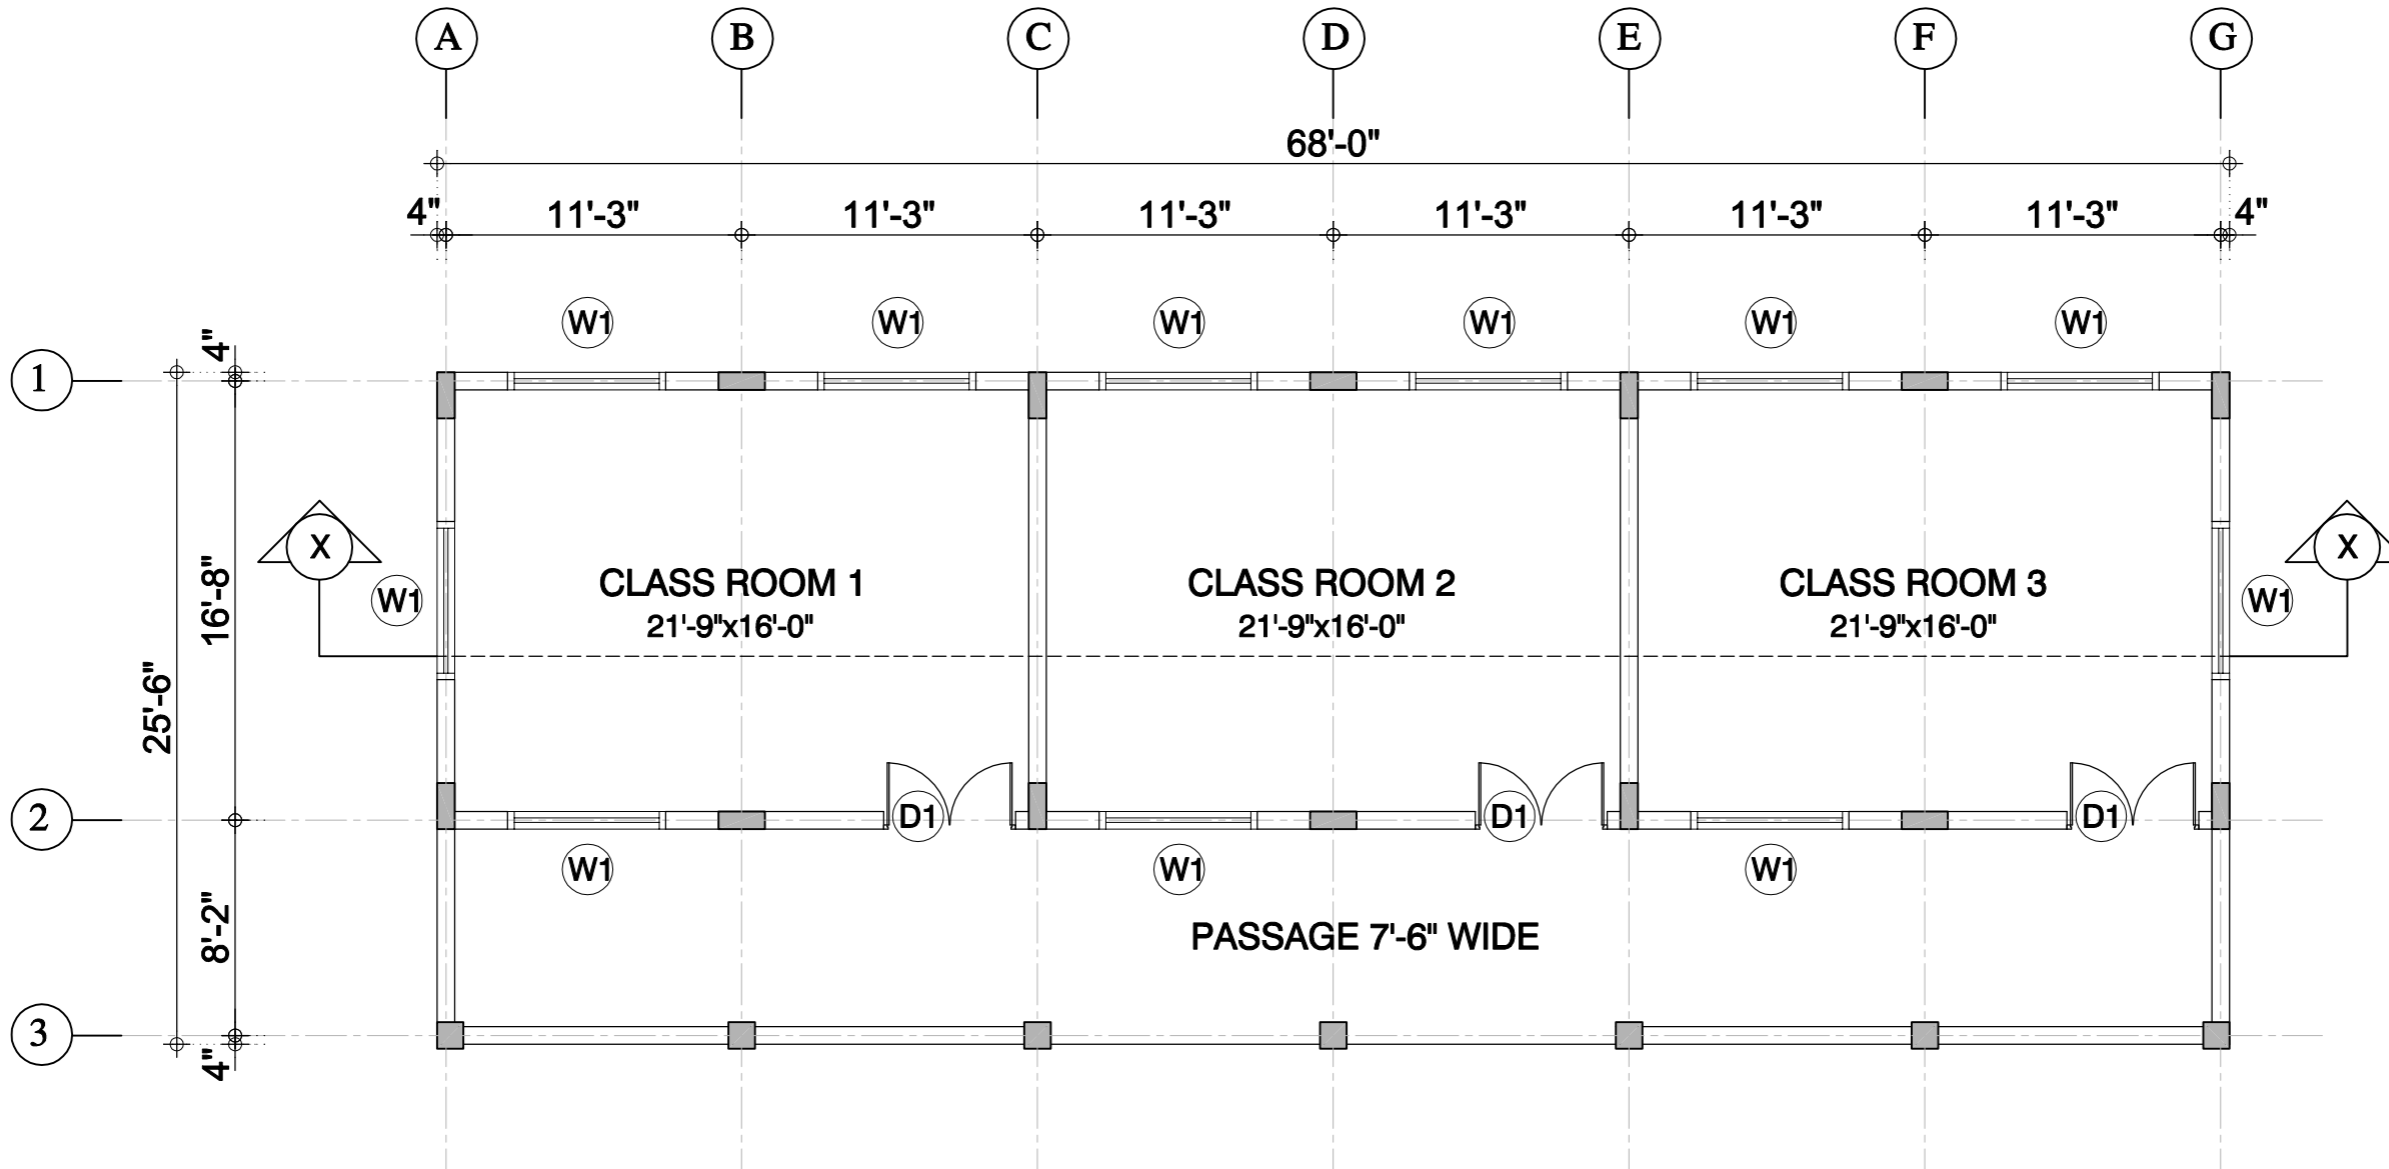 A B C D E F G
68'-0"
4" 11'-3" 11'-3" 11'-3" 11'-3" 11'-3" 11'-3" 4"
W1 W1 W1 W1 W1 W1
4"
1
X X
16'-8"
CLASS ROOM 1 CLASS ROOM 2 CLASS ROOM 3
W1 W1
21'-9"x16'-0" 21'-9"x16'-0" 21'-9"x16'-0"
25'-6"
2
D1 D1 D1
W1 W1 W1
8'-2"
PASSAGE 7'-6" WIDE
3
4"